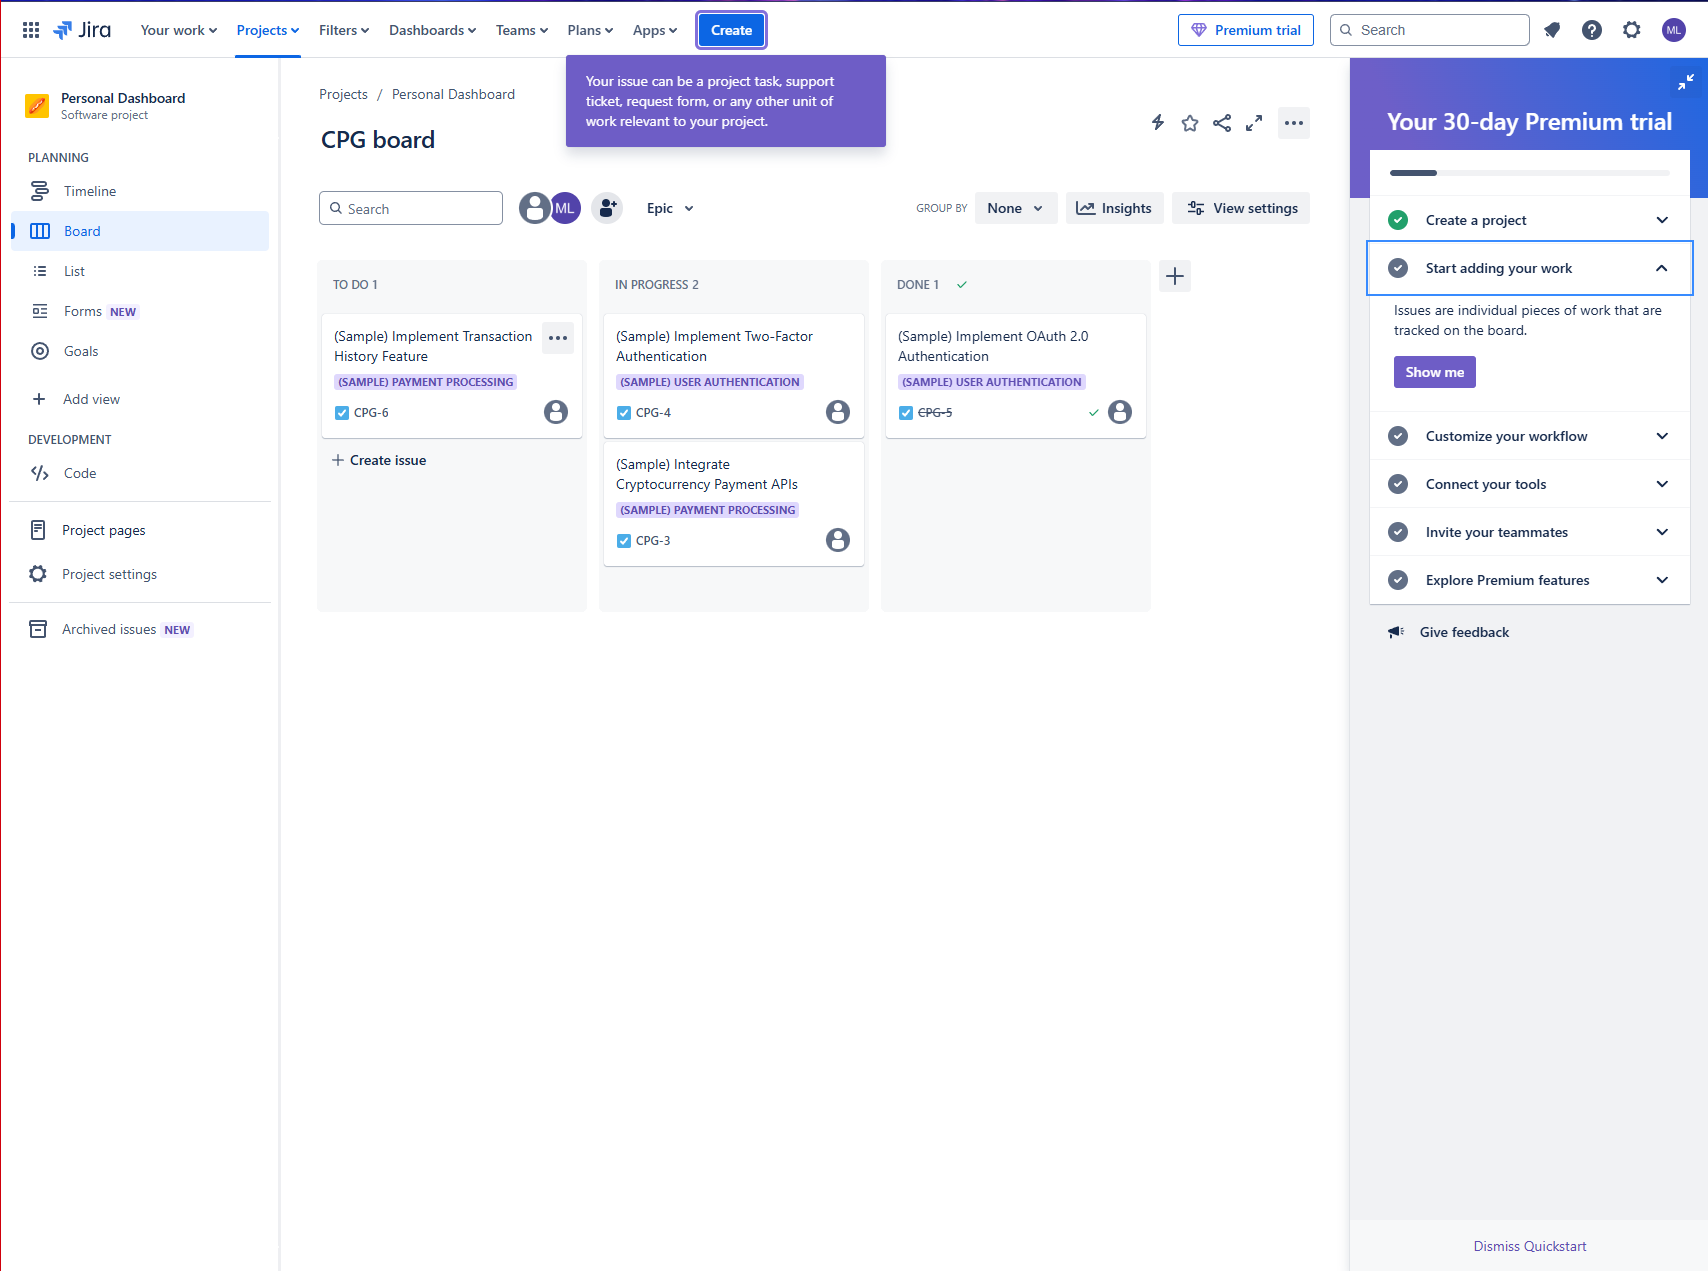 Jira
Your work
Projects
Filters
Dashboards
Teams
Plans
Apps
Create
Premium trial
Search
ML
Your issue can be a project task, support
ticket, request form, or any other unit of
work relevant to your project.
Personal Dashboard
Software project
PLANNING
Timeline
Board
List
Forms NEW
Goals
Add view
DEVELOPMENT
Code
Project pages
Project settings
Archived issues NEW
Projects / Personal Dashboard
CPG board
Search
ML
Epic
GROUP BY
None
Insights
View settings
TO DO 1
(Sample) Implement Transaction
History Feature
(SAMPLE) PAYMENT PROCESSING
CPG-6
Create issue
IN PROGRESS 2
(Sample) Implement Two-Factor
Authentication
(SAMPLE) USER AUTHENTICATION
CPG-4
(Sample) Integrate
Cryptocurrency Payment APIs
(SAMPLE) PAYMENT PROCESSING
CPG-3
DONE 1
(Sample) Implement OAuth 2.0
Authentication
(SAMPLE) USER AUTHENTICATION
CPG-5
Your 30-day Premium trial
Create a project
Start adding your work
Issues are individual pieces of work that are
tracked on the board.
Show me
Customize your workflow
Connect your tools
Invite your teammates
Explore Premium features
Give feedback
Dismiss Quickstart